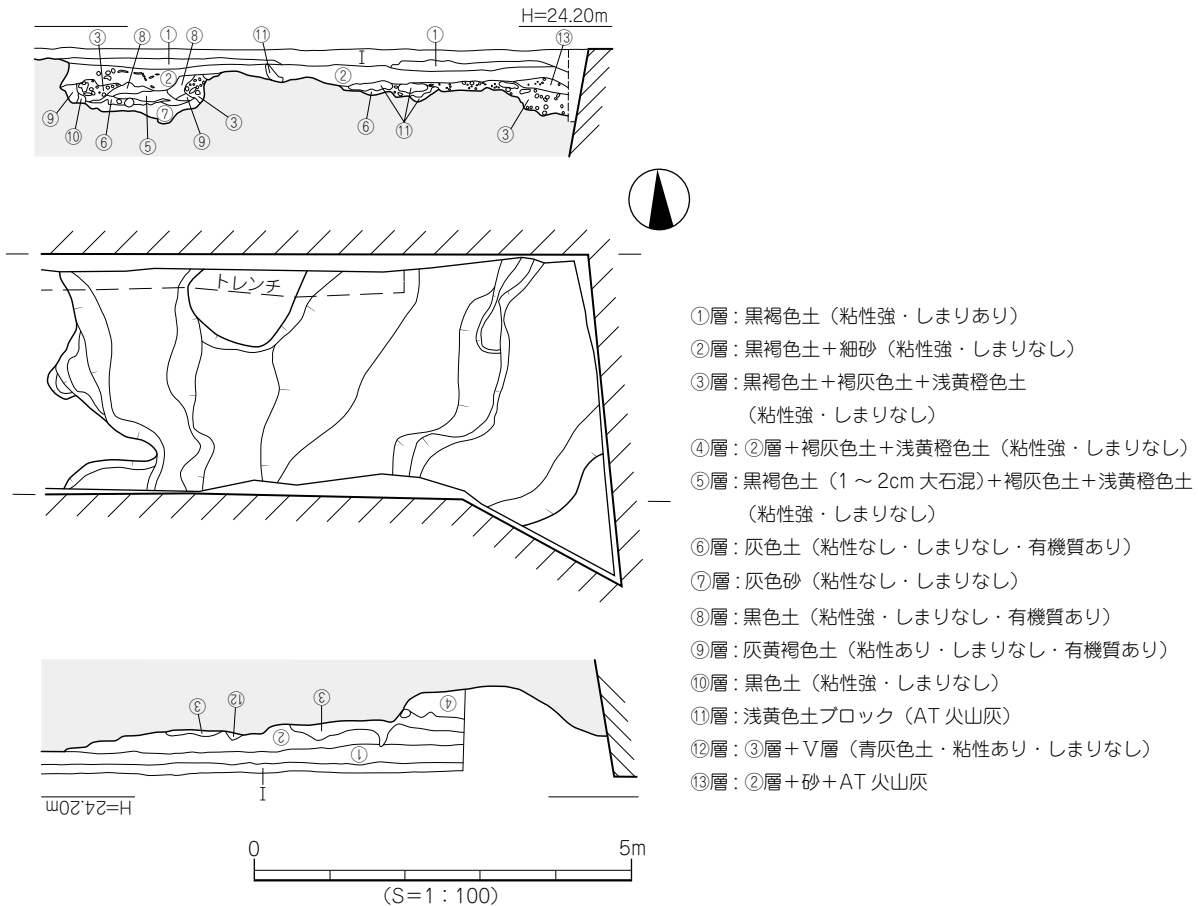 H=24.20m
③ ⑧ ① ⑧ ⑪ Ⅰ ① ⑬
② ②
⑨ ⑩ ⑥ ⑤ ⑦ ⑨ ③ ⑥ ⑪ ③
トレンチ
①層：黒褐色土（粘性強・しまりあり）
②層：黒褐色土＋細砂（粘性強・しまりなし）
③層：黒褐色土＋褐灰色土＋浅黄橙色土
（粘性強・しまりなし）
④層：②層＋褐灰色土＋浅黄橙色土（粘性強・しまりなし）
⑤層：黒褐色土（1～2cm 大石混）＋褐灰色土＋浅黄橙色土
（粘性強・しまりなし）
⑥層：灰色土（粘性なし・しまりなし・有機質あり）
⑦層：灰色砂（粘性なし・しまりなし）
⑧層：黒色土（粘性強・しまりなし・有機質あり）
⑨層：灰黄褐色土（粘性あり・しまりなし・有機質あり）
⑩層：黒色土（粘性強・しまりなし）
⑪層：浅黄色土ブロック（AT 火山灰）
⑫層：③層＋Ⅴ層（青灰色土・粘性あり・しまりなし）
⑬層：②層＋砂＋AT 火山灰
③ ⑫ ③ ④
② ①
Ⅰ
H=24.20m
0 5m
（S＝1：100）